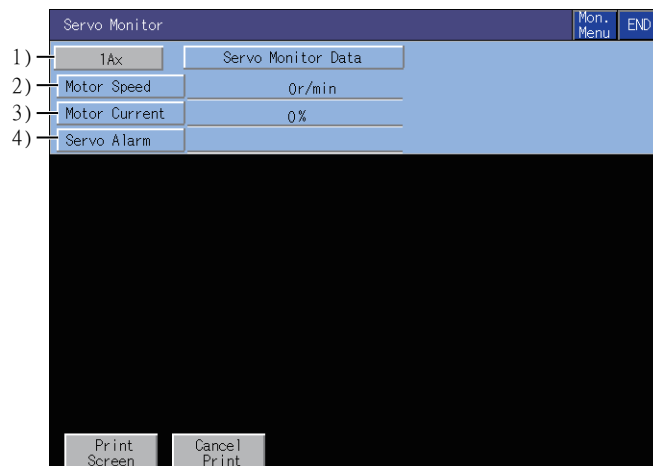 Servo Monitor
Mon. Menu
END
1) 1Ax Servo Monitor Data
2) Motor Speed 0r/min
3) Motor Current 0%
4) Servo Alarm
Print Screen
Cancel Print